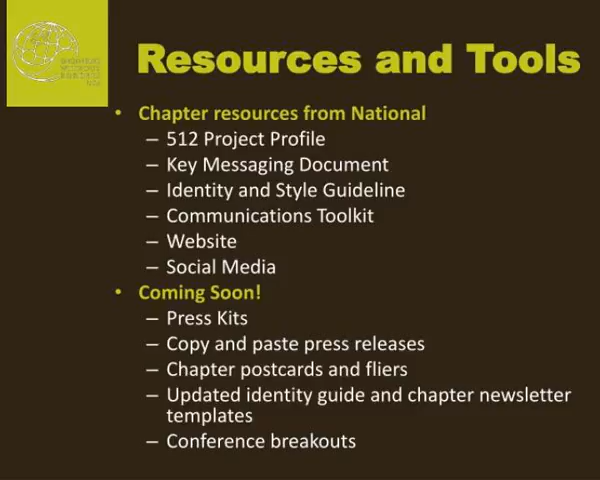 Resources and Tools
• Chapter resources from National
– 512 Project Profile
– Key Messaging Document
– Identity and Style Guideline
– Communications Toolkit
– Website
– Social Media
• Coming Soon!
– Press Kits
– Copy and paste press releases
– Chapter postcards and fliers
– Updated identity guide and chapter newsletter
templates
– Conference breakouts